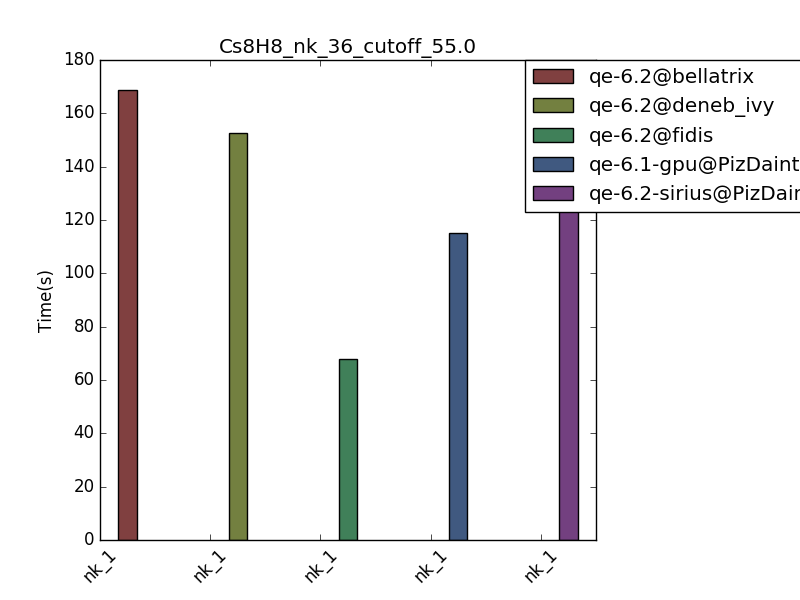 Cs8H8_nk_36_cutoff_55.0
180
160
140
120
100
80
60
40
20
0
Time(s)
nk_1
nk_1
nk_1
nk_1
nk_1
qe-6.2@bellatrix
qe-6.2@deneb_ivy
qe-6.2@fidis
qe-6.1-gpu@PizDaint
qe-6.2-sirius@PizDai